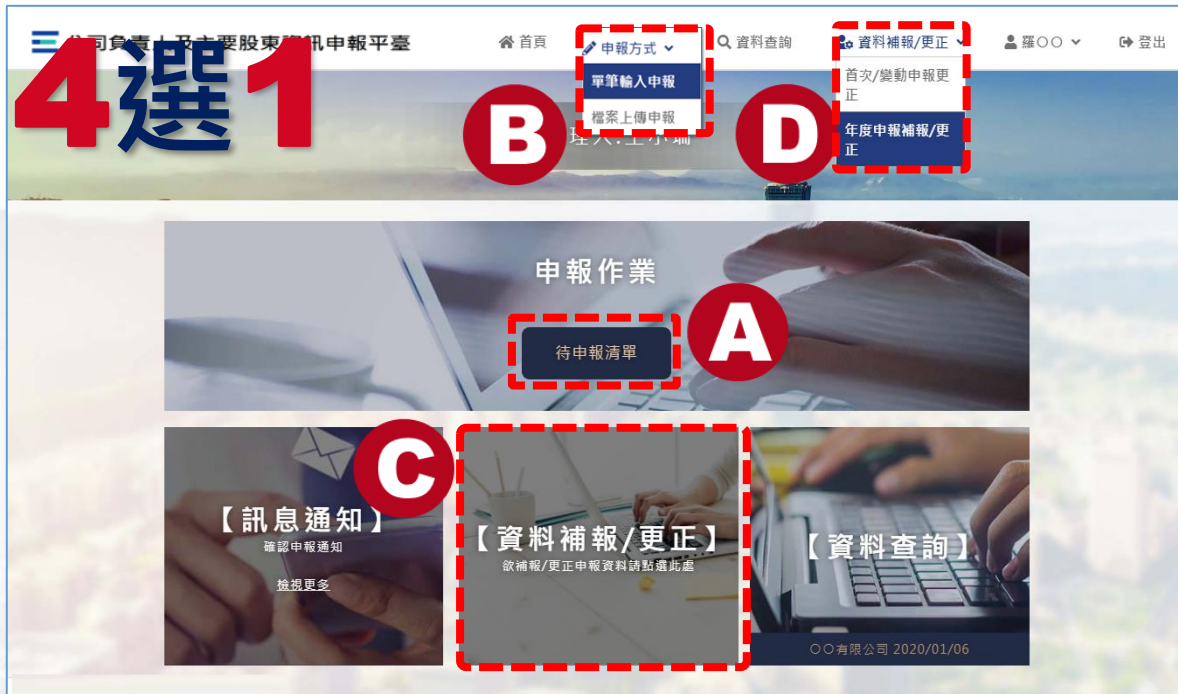 4選1
公司負責人及主要股東資訊申報平臺
首頁
申報方式
資料查詢
資料補報/更正
羅○○
登出
單筆輸入申報
檔案上傳申報
首次/變動申報更
正
年度申報補報/更
正
B
D
申報作業
待申報清單
A
C
【訊息通知】
確認申報通知
檢視更多
【資料補報/更正】
欲補報/更正申報資料請點選此處
【資料查詢】
○○有限公司 2020/01/06